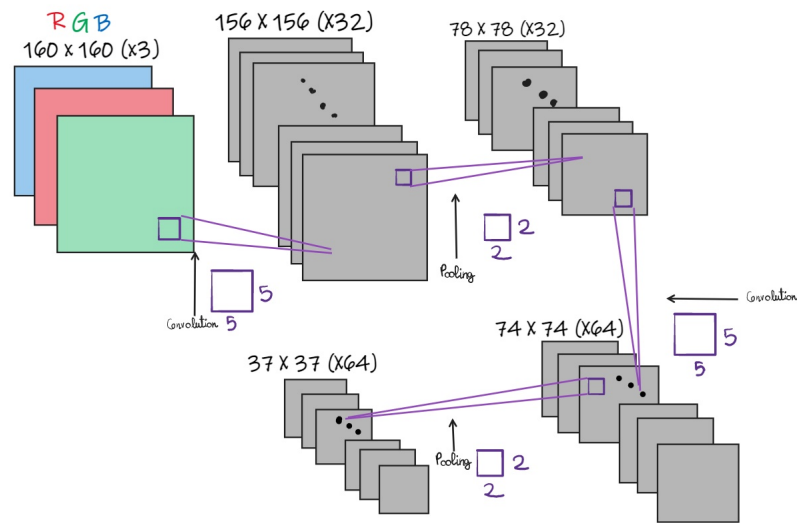 R G B
160 x 160 (x3)
156 x 156 (x32)
78 x 78 (x32)
Pooling
2
2
Convolution
5
5
Convolution
5
5
74 x 74 (x64)
37 x 37 (x64)
Pooling
2
2